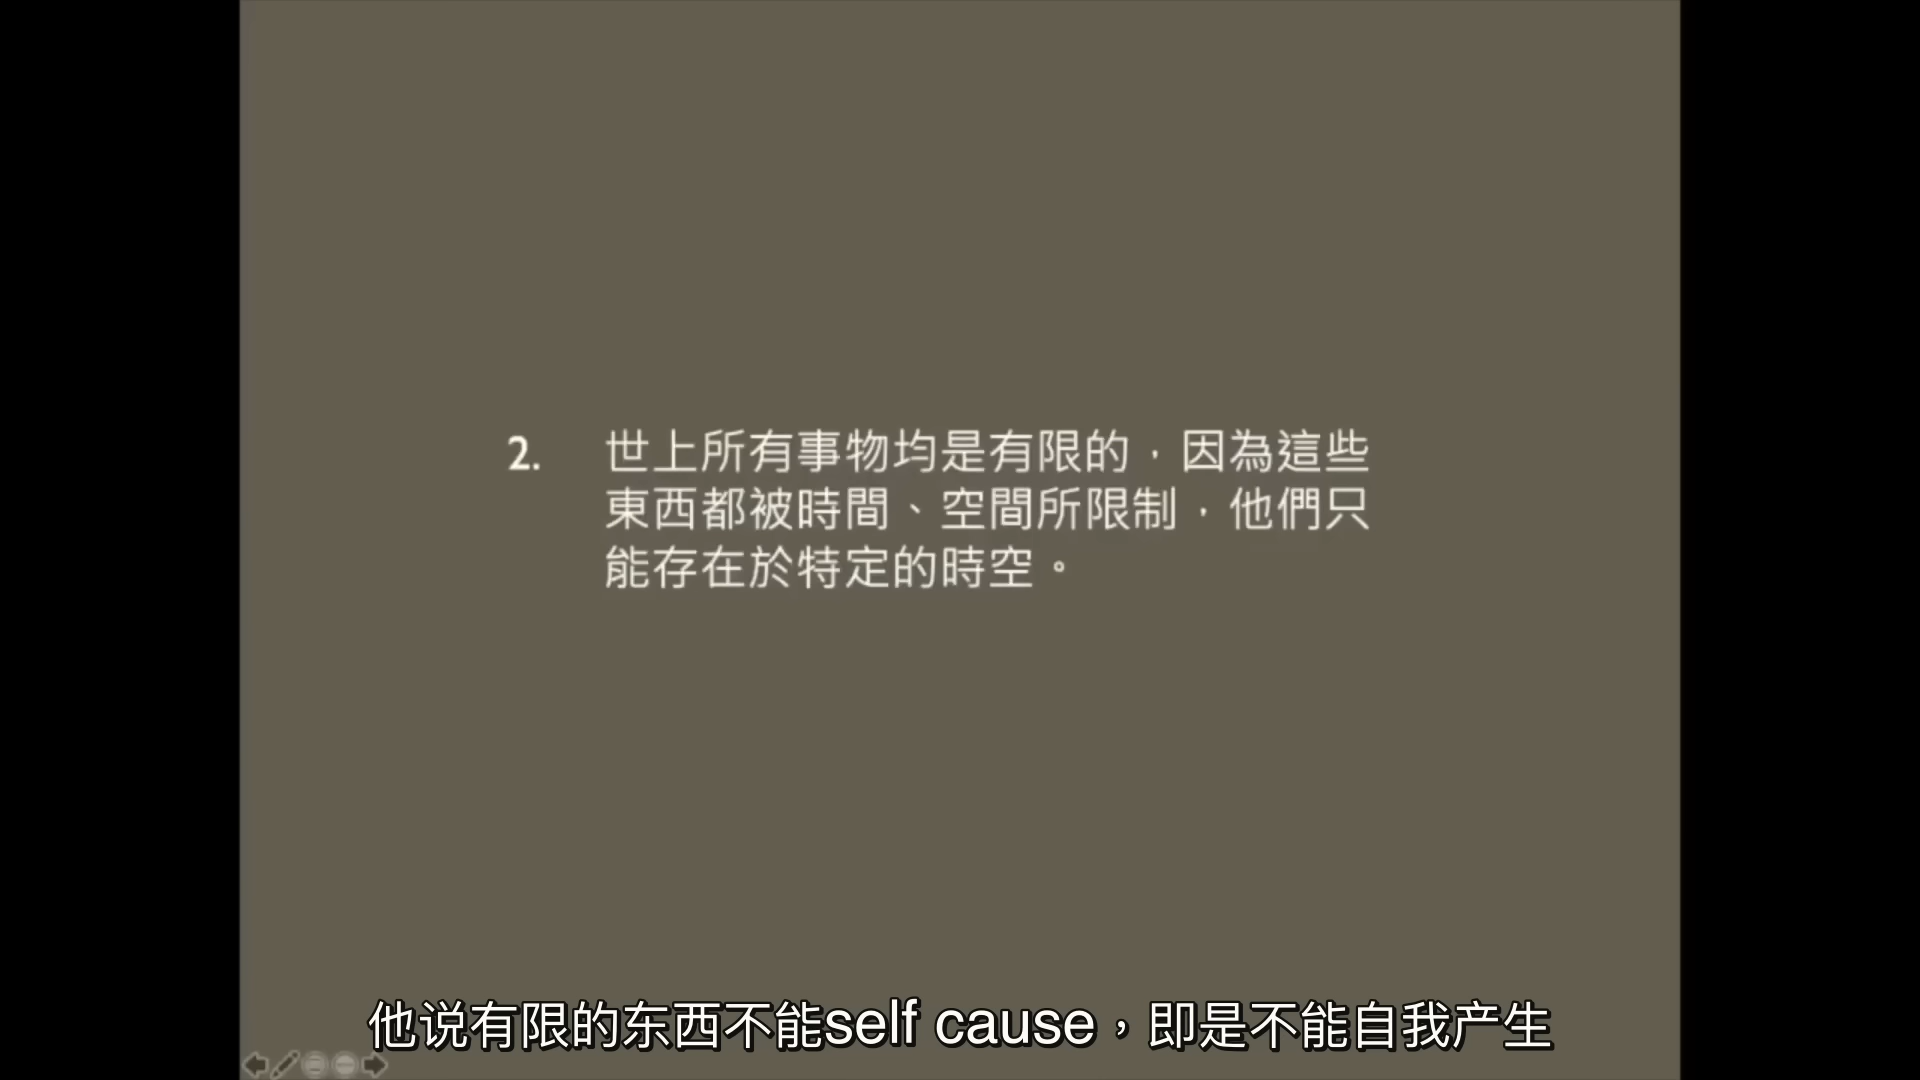 2. 世上所有事物均是有限的，因為這些
東西都被時間、空間所限制，他們只
能存在於特定的時空。
他说有限的东西不能self cause，即是不能自我产生